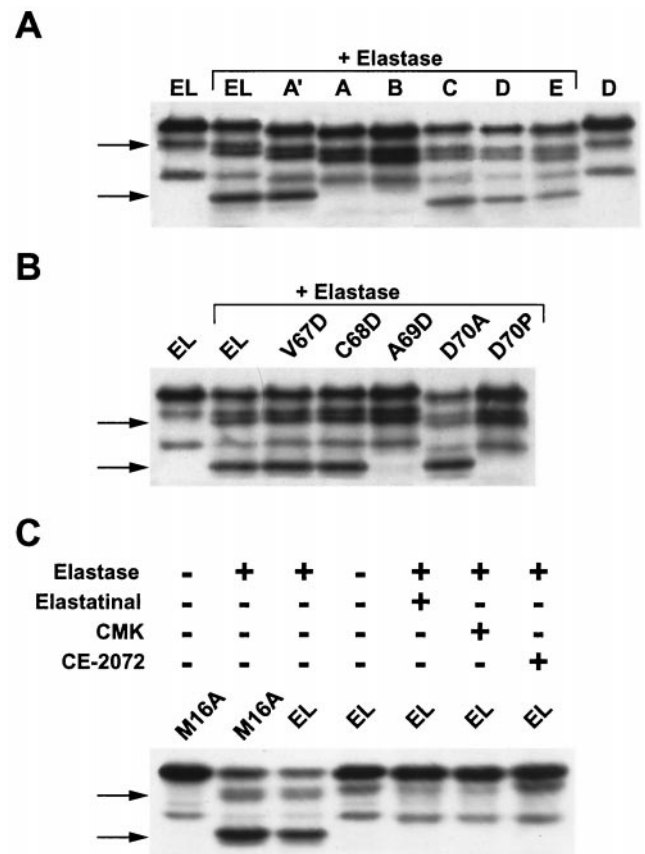 A
+ Elastase
EL EL A' A B C D E D
B
+ Elastase
EL EL V67D C68D A69D D70A D70P
C
Elastase - + + - + + +
Elastatinal - - - - + - -
CMK - - - - - + -
CE-2072 - - - - - - +
M16A M16A EL EL EL EL EL